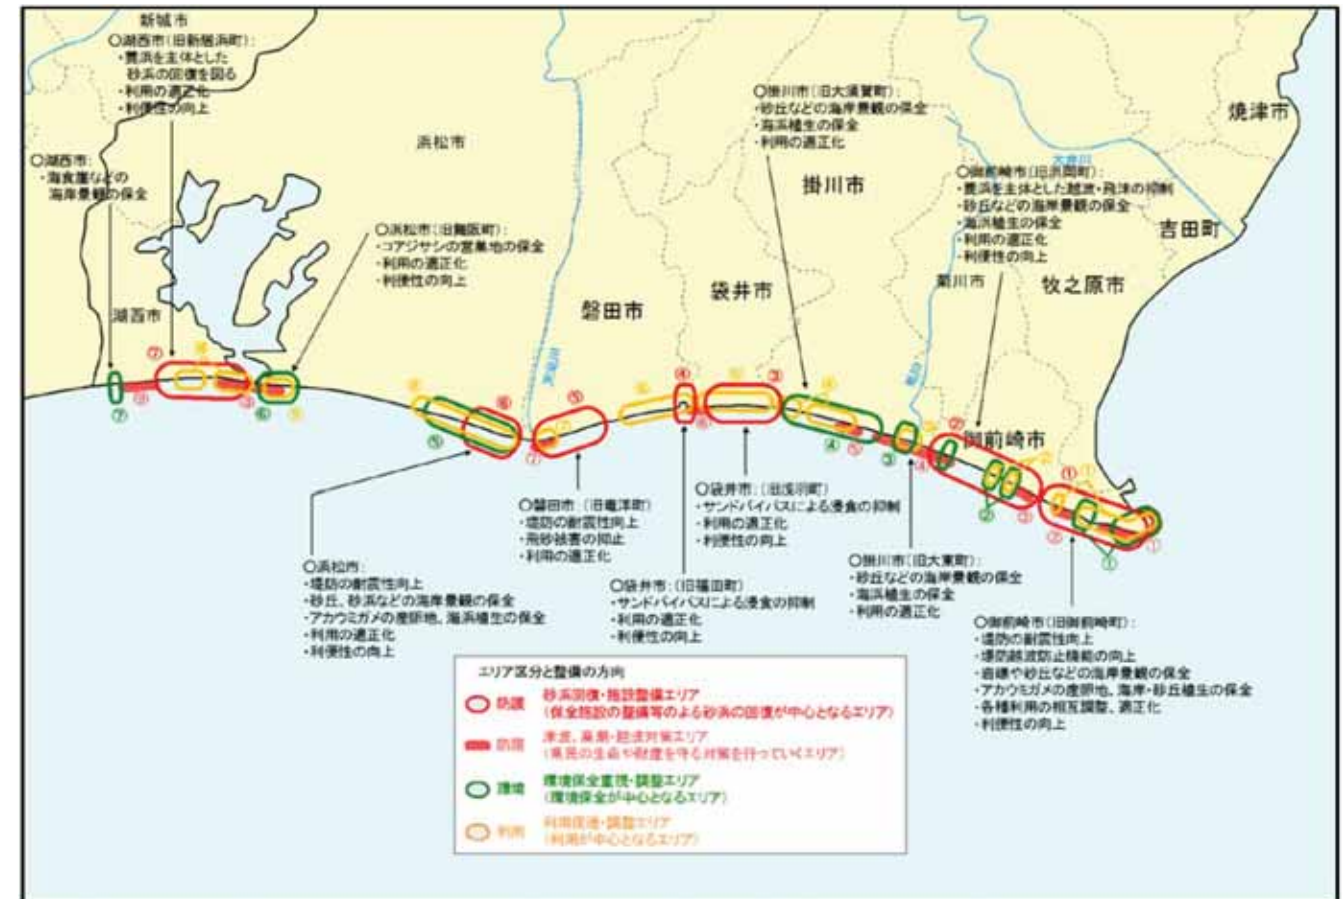 新城市
○湖西市(旧新居浜町):
・養浜を主体とした
砂浜の回復を図る
・利用の適正化
・利便性の向上
○湖西市:
・海食崖などの
海岸景観の保全
浜松市
○浜松市(旧舞阪町):
・コアジサシの営巣地の保全
・利用の適正化
・利便性の向上
湖西市
○掛川市(旧大須賀町):
・砂丘などの海岸景観の保全
・海浜植生の保全
・利用の適正化
焼津市
掛川市
大井川
○御前崎市(旧浜岡町):
・養浜を主体とした越波・飛沫の抑制
・砂丘などの海岸景観の保全
・海浜植生の保全
・利用の適正化
・利便性の向上
吉田町
菊川市
牧之原市
袋井市
磐田市
天竜川
菊川
御前崎市
⑦
⑥
⑤
④
③
②
①
○浜松市:
・堤防の耐震性向上
・砂丘、砂浜などの海岸景観の保全
・アカウミガメの産卵地、海浜植生の保全
・利用の適正化
・利便性の向上
○磐田市:(旧竜洋町)
・堤防の耐震性向上
・飛砂被害の抑止
・利用の適正化
○袋井市:(旧福田町)
・サンドバイパスによる浸食の抑制
・利用の適正化
・利便性の向上
○袋井市:(旧浅羽町)
・サンドバイパスによる浸食の抑制
・利用の適正化
・利便性の向上
○掛川市(旧大東町):
・砂丘などの海岸景観の保全
・海浜植生の保全
・利用の適正化
○御前崎市(旧御前崎町):
・堤防の耐震性向上
・堤防越波防止機能の向上
・岩礁や砂丘などの海岸景観の保全
・アカウミガメの産卵地、海岸・砂丘植生の保全
・各種利用の相互調整、適正化
・利便性の向上
エリア区分と整備の方向
防護 砂浜回復・施設整備エリア
(保全施設の整備等のよる砂浜の回復が中心となるエリア)
防護 津波、高潮・越波対策エリア
(県民の生命や財産を守る対策を行っていくエリア)
環境 環境保全重視・調整エリア
(環境保全が中心となるエリア)
利用 利用促進・調整エリア
(利用が中心となるエリア)